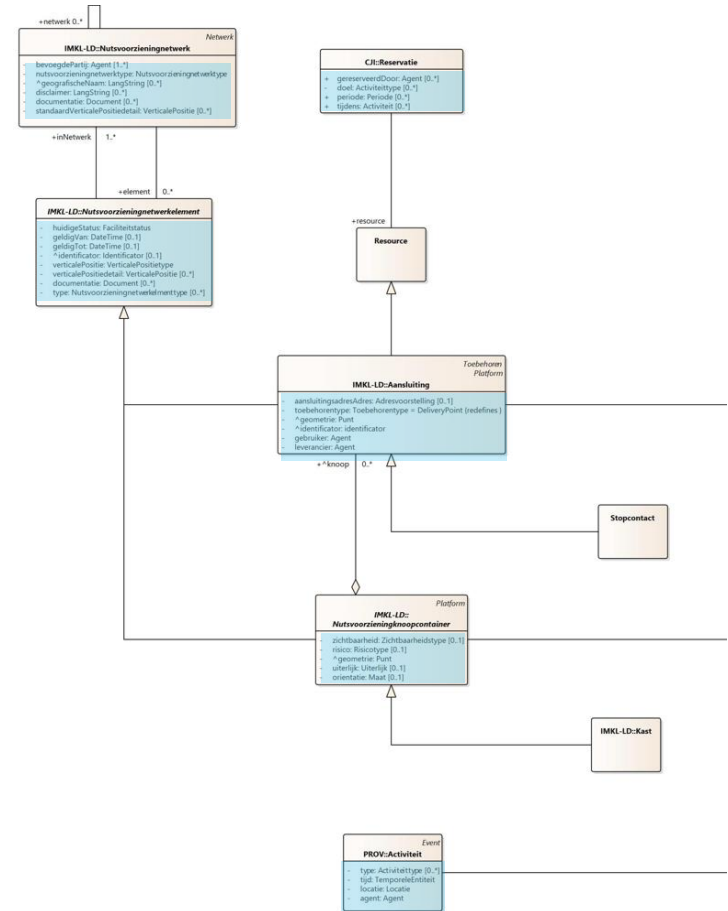 +netwerk 0..*
Netwerk
IMKL-LD::Nutsvoorzieningnetwerk
- bevoegdePartij: Agent [1..*]
- nutsvoorzieningnetwerktype: Nutsvoorzieningnetwerktype
- ^geografischeNaam: LangString [0..*]
- disclaimer: LangString [0..*]
- documentatie: Document [0..*]
- standaardVerticalePositiedetail: VerticalePositie [0..*]
+inNetwerk 1..*
+element 0..*
IMKL-LD::Nutsvoorzieningnetwerkelement
- huidigeStatus: Faciliteitstatus
- geldigVan: DateTime [0..1]
- geldigTot: DateTime [0..1]
- ^identificator: Identificator [0..1]
- verticalePositie: VerticalePositietype
- verticalePositiedetail: VerticalePositie [0..*]
- documentatie: Document [0..*]
- type: Nutsvoorzieningnetwerkelmenttype [0..*]
CJI::Reservatie
+ gereserveerdDoor: Agent [0..*]
- doel: Activiteittype [0..*]
+ periode: Periode [0..*]
+ tijdens: Activiteit [0..*]
+resource
Resource
Toebehoren
Platform
IMKL-LD::Aansluiting
- aansluitingsadresAdres: Adresvoorstelling [0..1]
- toebehorentype: Toebehorentype = DeliveryPoint {redefines }
- ^geometrie: Punt
- ^identificator: identificator
- gebruiker: Agent
- leverancier: Agent
+^knoop 0..*
Stopcontact
Platform
IMKL-LD::
Nutsvoorzieningknoopcontainer
- zichtbaarheid: Zichtbaarheidstype [0..1]
- risico: Risicotype [0..1]
- ^geometrie: Punt
- uiterlijk: Uiterlijk [0..1]
- orientatie: Maat [0..1]
IMKL-LD::Kast
Event
PROV::Activiteit
- type: Activiteittype [0..*]
- tijd: TemporeleEntiteit
- locatie: Locatie
- agent: Agent